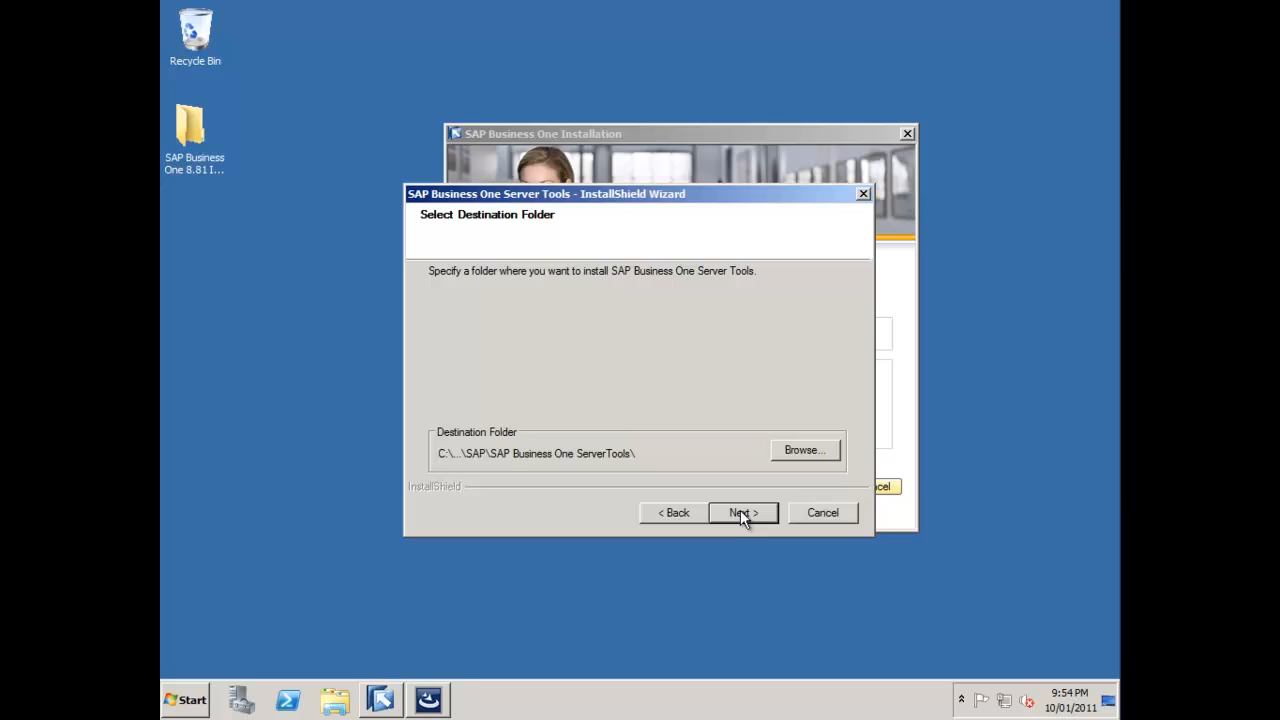 Recycle Bin
SAP Business
One 8.81 I...
SAP Business One Installation
SAP Business One Server Tools - InstallShield Wizard
Select Destination Folder
Specify a folder where you want to install SAP Business One Server Tools.
Destination Folder
C:\...\SAP\SAP Business One ServerTools\
Browse...
InstallShield
< Back
Next >
Cancel
Start
9:54 PM
10/01/2011